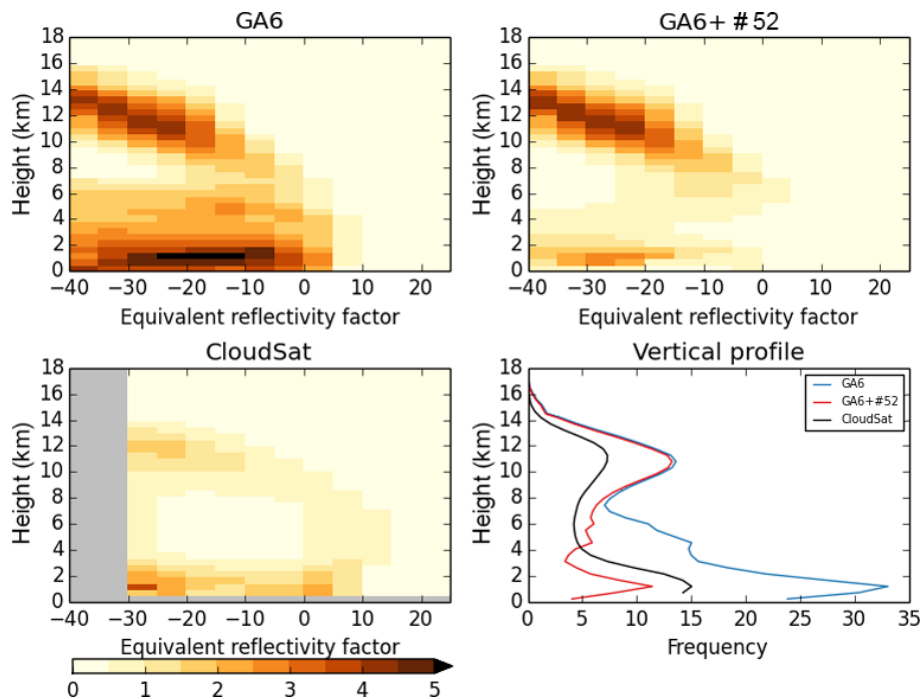 GA6
GA6+ #52
18
16
14
12
10
8
6
4
2
0
Height (km)
−40 −30 −20 −10 0 10 20
Equivalent reflectivity factor
18
16
14
12
10
8
6
4
2
0
Height (km)
−40 −30 −20 −10 0 10 20
Equivalent reflectivity factor
CloudSat
Vertical profile
18
16
14
12
10
8
6
4
2
0
Height (km)
−40 −30 −20 −10 0 10 20
Equivalent reflectivity factor
18
16
14
12
10
8
6
4
2
0
Height (km)
GA6
GA6+#52
CloudSat
0 5 10 15 20 25 30 35
Frequency
0 1 2 3 4 5